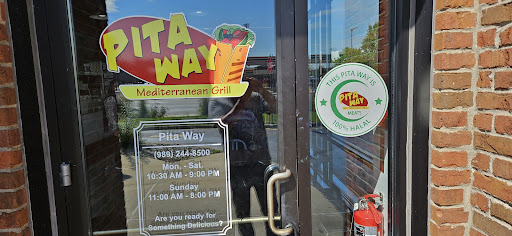 PITA
WAY
Mediterranean Grill
Pita Way
(989) 244-8500
Mon. - Sat.
10:30 AM - 9:00 PM
Sunday
11:00 AM - 8:00 PM
Are you ready for
Something Delicious?
THIS PITA WAY IS
PITA
WAY
MEATS
100% HALAL